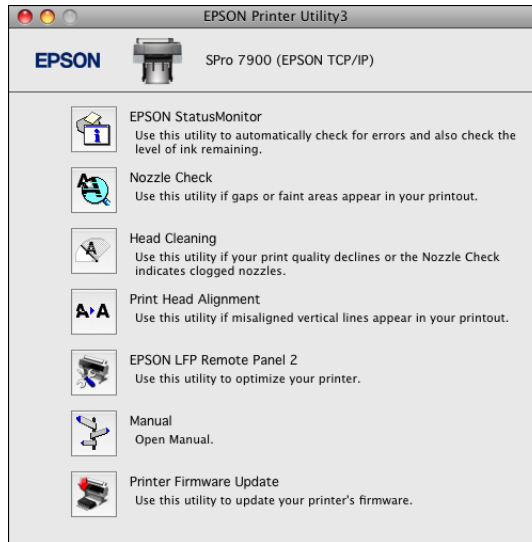 EPSON Printer Utility3
EPSON
SPro 7900 (EPSON TCP/IP)
EPSON StatusMonitor
Use this utility to automatically check for errors and also check the
level of ink remaining.
Nozzle Check
Use this utility if gaps or faint areas appear in your printout.
Head Cleaning
Use this utility if your print quality declines or the Nozzle Check
indicates clogged nozzles.
Print Head Alignment
Use this utility if misaligned vertical lines appear in your printout.
EPSON LFP Remote Panel 2
Use this utility to optimize your printer.
Manual
Open Manual.
Printer Firmware Update
Use this utility to update your printer's firmware.